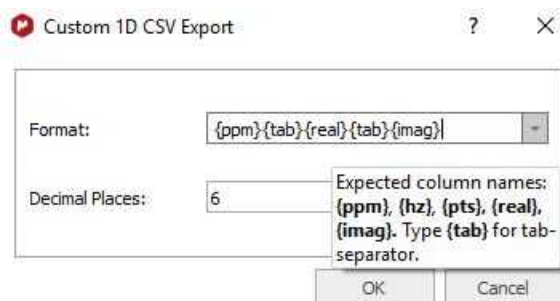 Custom 1D CSV Export
Format:
{ppm}{tab}{real}{tab}{imag}
Decimal Places:
6
Expected column names:
{ppm}, {hz}, {pts}, {real},
{imag}. Type {tab} for tab-
separator.
OK
Cancel